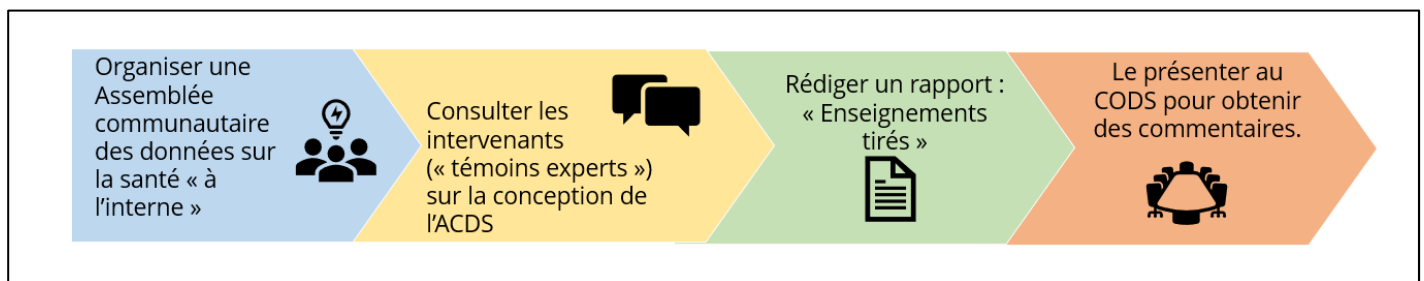 Organiser une
Assemblée
communautaire
des données sur
la santé « à
l’interne »
Consulter les
intervenants
(« témoins experts »)
sur la conception de
l’ACDS
Rédiger un rapport :
« Enseignements
tirés »
Le présenter au
CODS pour obtenir
des commentaires.